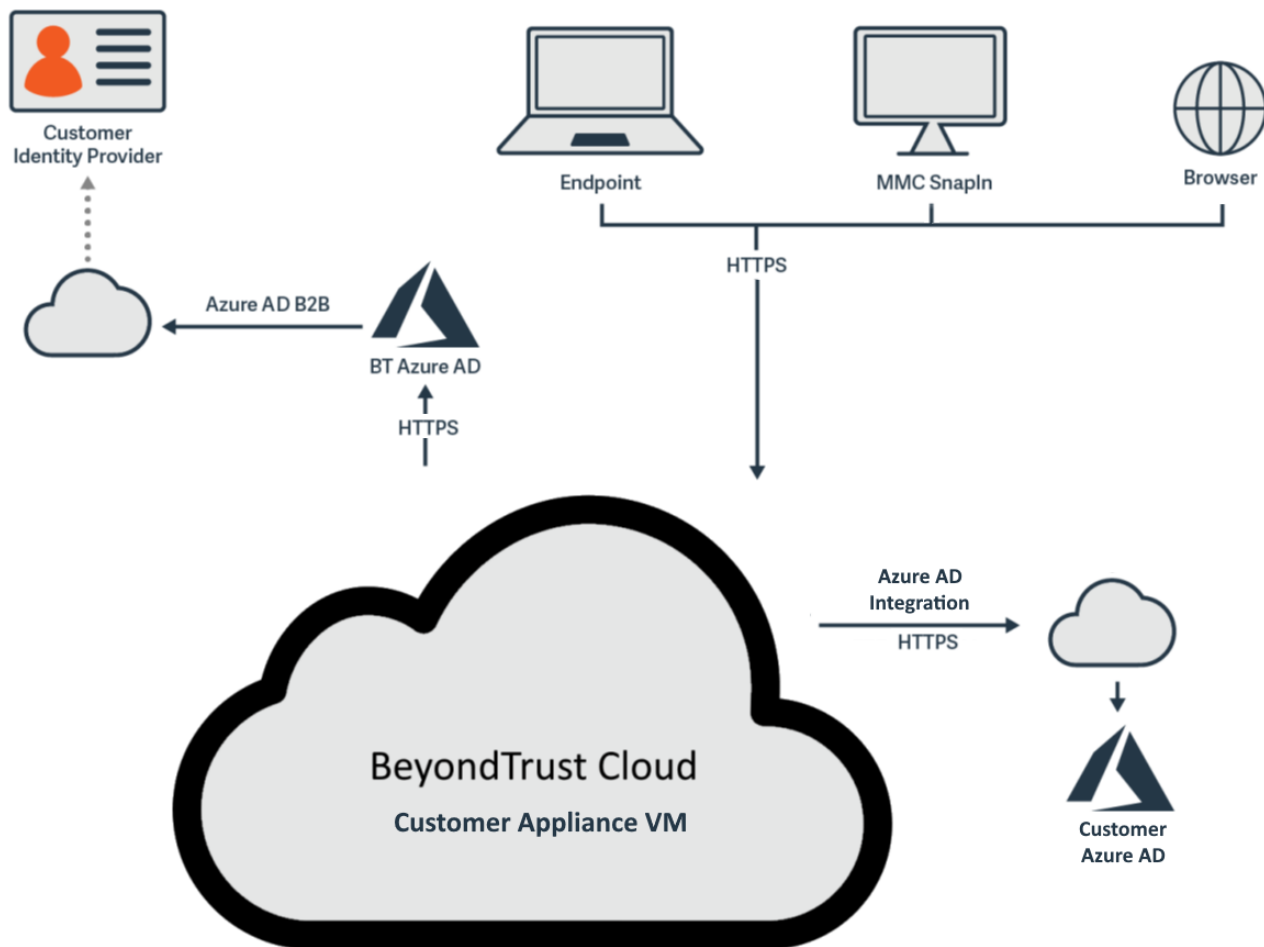 Customer
Identity Provider
Endpoint
MMC SnapIn
Browser
HTTPS
Azure AD B2B
BT Azure AD
HTTPS
Azure AD
Integration
HTTPS
BeyondTrust Cloud
Customer Appliance VM
Customer
Azure AD